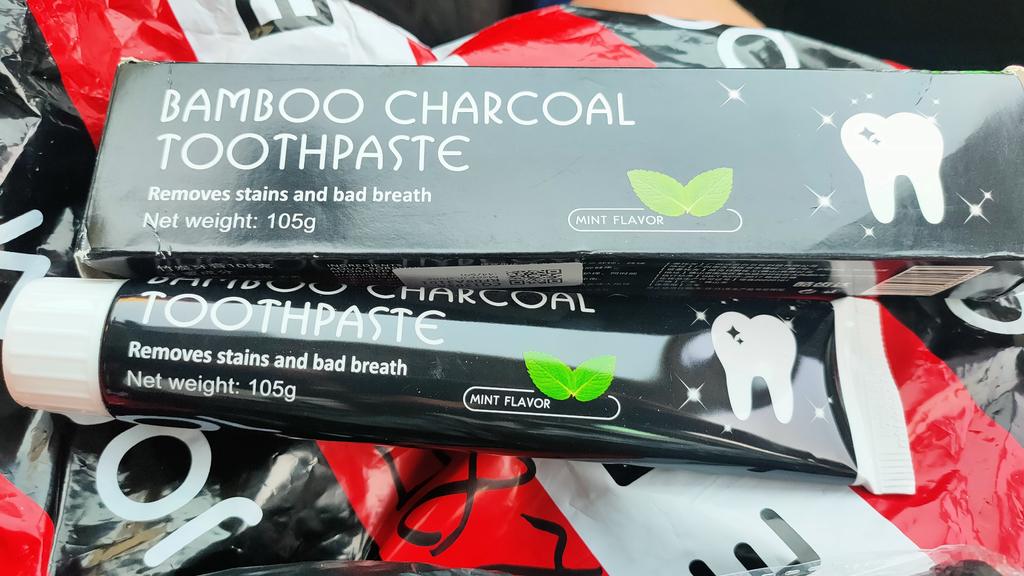 BAMBOO CHARCOAL
TOOTHPASTE
Removes stains and bad breath
Net weight: 105g
MINT FLAVOR
BAMBOO CHARCOAL
TOOTHPASTE
Removes stains and bad breath
Net weight: 105g
MINT FLAVOR